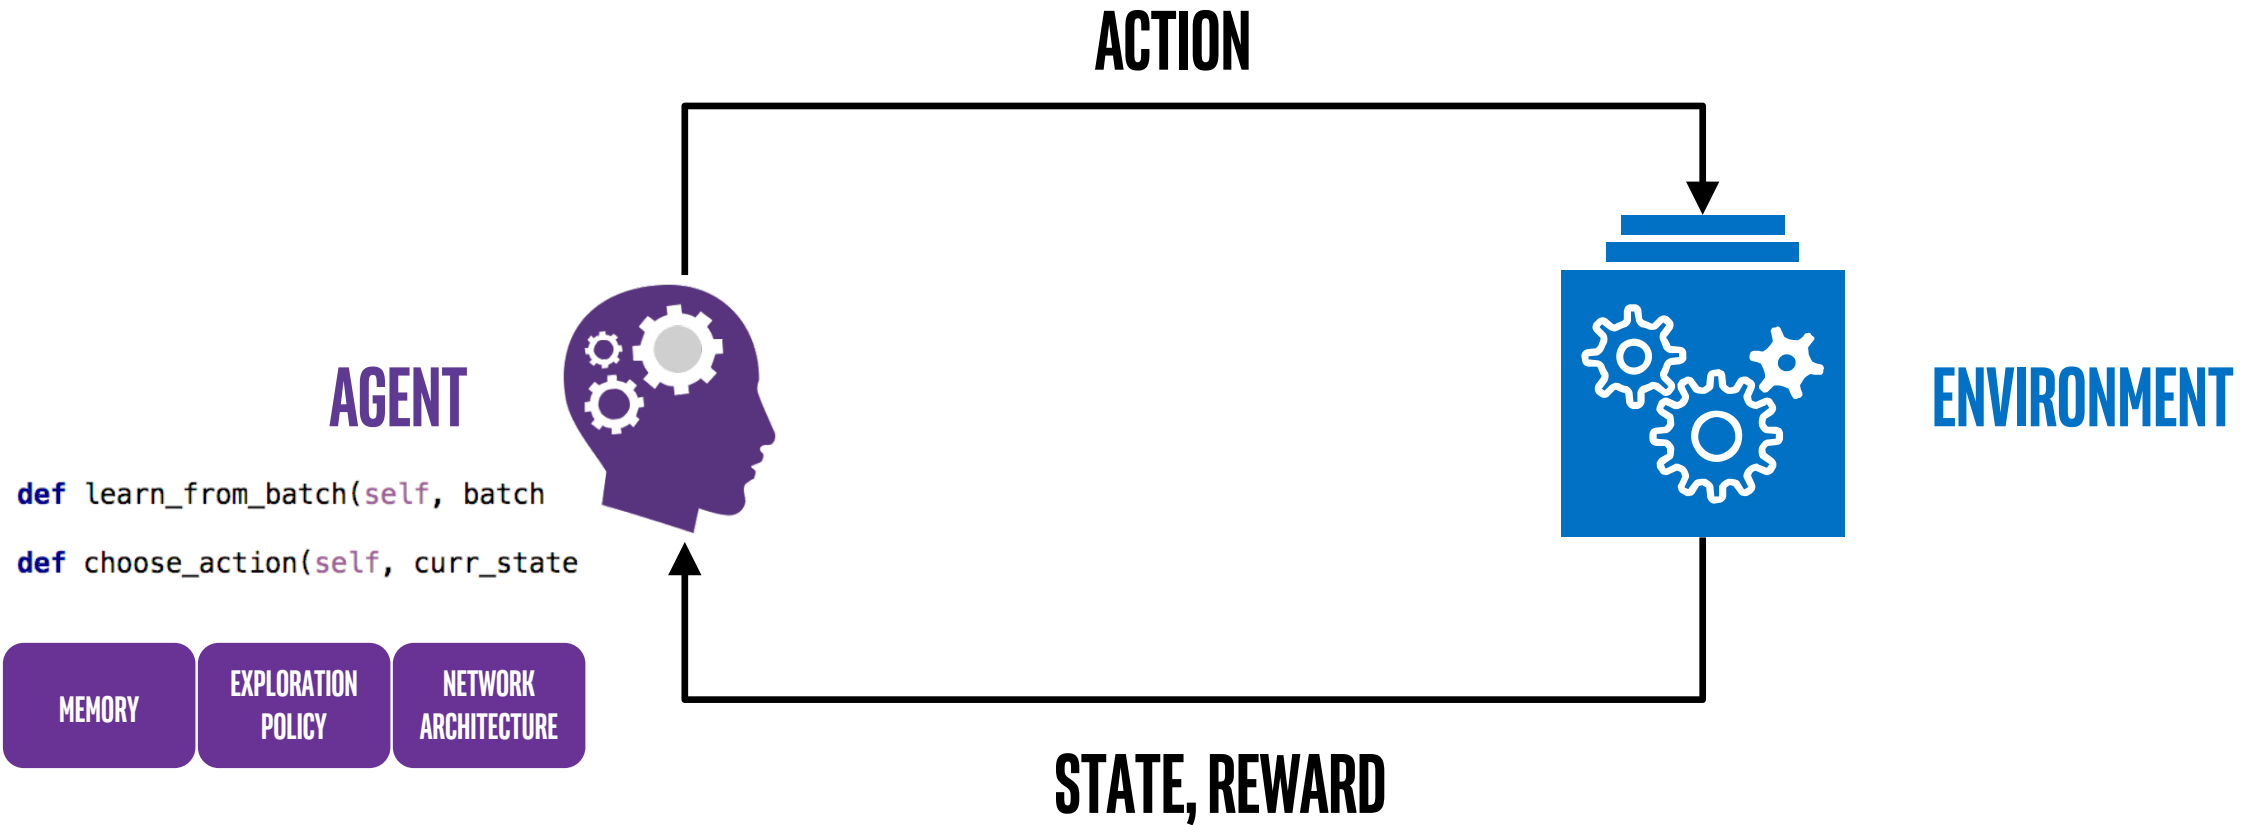 ACTION
AGENT
ENVIRONMENT
def learn_from_batch(self, batch
def choose_action(self, curr_state
MEMORY
EXPLORATION
POLICY
NETWORK
ARCHITECTURE
STATE, REWARD